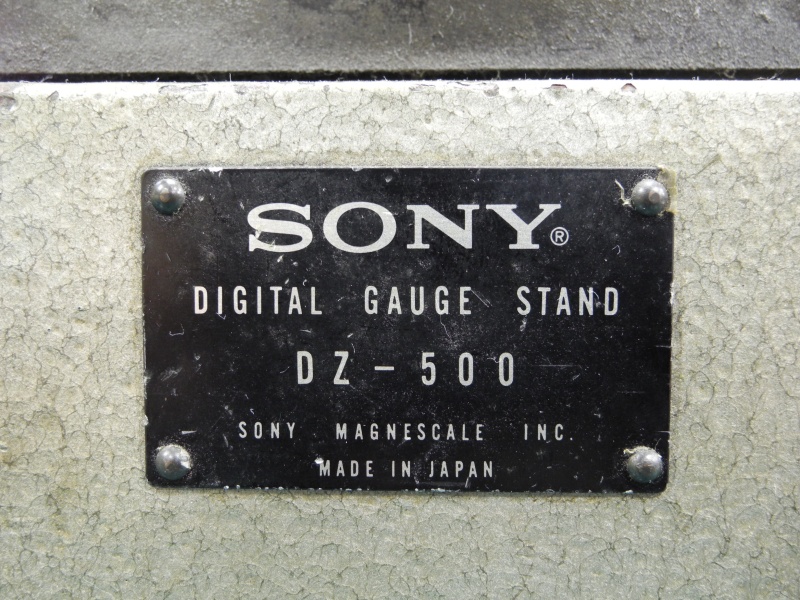 SONY®
DIGITAL GAUGE STAND
DZ-500
SONY MAGNESCALE INC.
MADE IN JAPAN